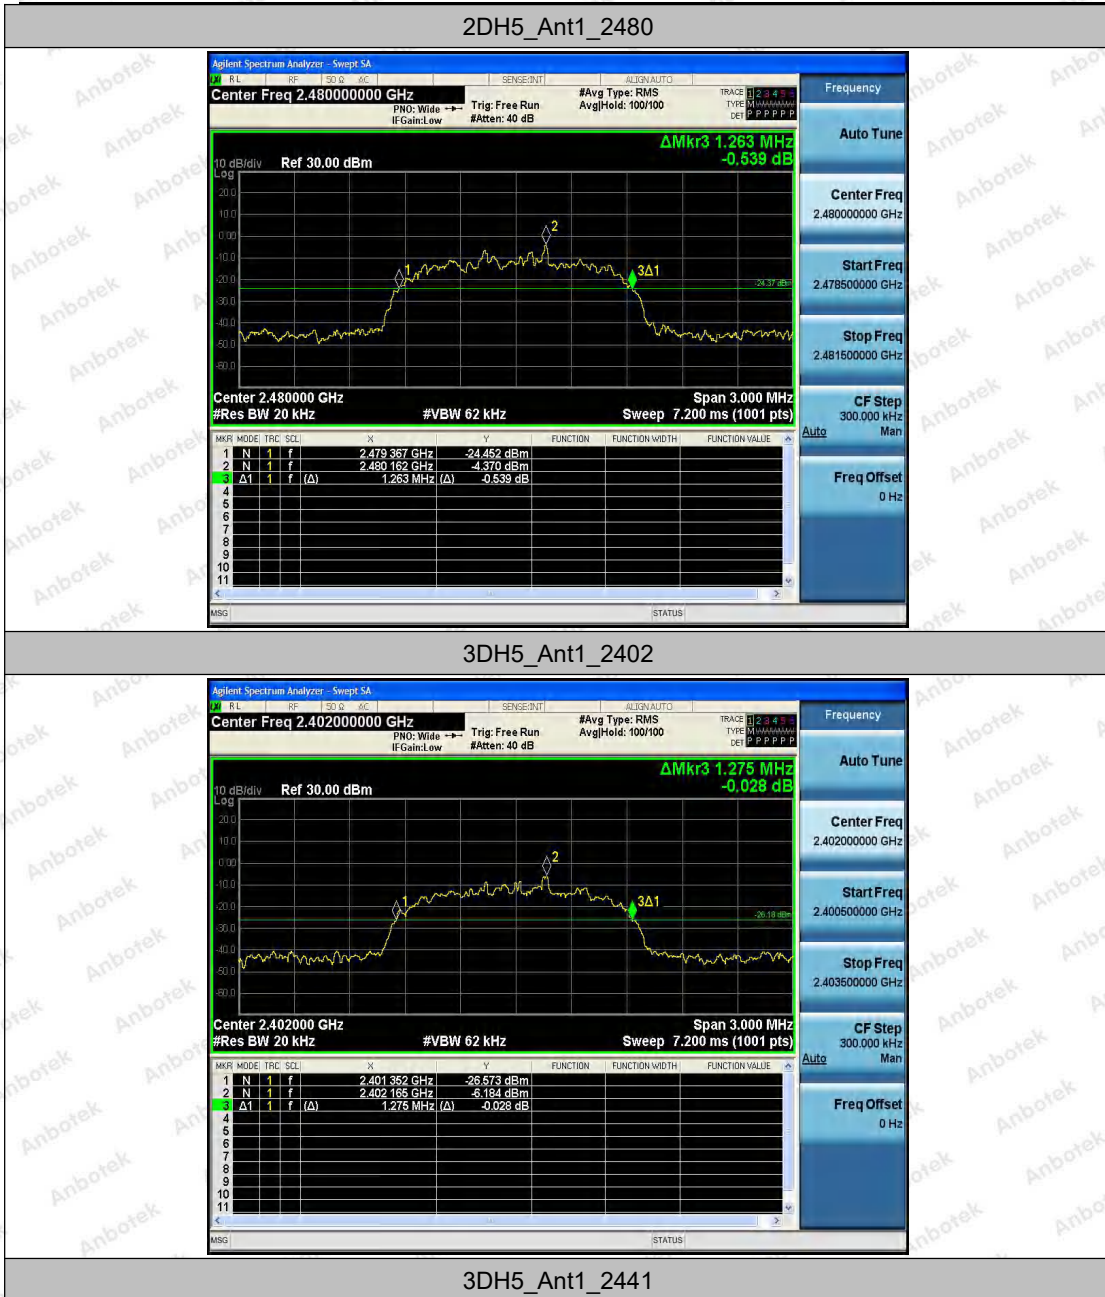 2DH5_Ant1_2480
Agilent Spectrum Analyzer - Swept SA
RL RF 50 Ω AC SENSE:INT ALIGN AUTO
Center Freq 2.480000000 GHz
PNO: Wide
IFGain:Low
Trig: Free Run
#Atten: 40 dB
#Avg Type: RMS
Avg|Hold: 100/100
TRACE 1 2 3 4 5 6
TYPE M
DET P P P P P P
ΔMkr3 1.263 MHz
-0.539 dB
10 dB/div Ref 30.00 dBm
Log
20.0
10.0
0.00
-10.0
-20.0
-30.0
-40.0
-50.0
-60.0
1
2
3Δ1
-24.37 dBm
Center 2.480000 GHz Span 3.000 MHz
#Res BW 20 kHz #VBW 62 kHz Sweep 7.200 ms (1001 pts)
MKR MODE TRC SCL X Y FUNCTION FUNCTION WIDTH FUNCTION VALUE
1 N 1 f 2.479 367 GHz -24.452 dBm
2 N 1 f 2.480 162 GHz -4.370 dBm
3 Δ1 1 f (Δ) 1.263 MHz (Δ) -0.539 dB
4
5
6
7
8
9
10
11
MSG STATUS
Frequency
Auto Tune
Center Freq
2.480000000 GHz
Start Freq
2.478500000 GHz
Stop Freq
2.481500000 GHz
CF Step
300.000 kHz
Auto Man
Freq Offset
0 Hz
3DH5_Ant1_2402
Agilent Spectrum Analyzer - Swept SA
RL RF 50 Ω AC SENSE:INT ALIGN AUTO
Center Freq 2.402000000 GHz
PNO: Wide
IFGain:Low
Trig: Free Run
#Atten: 40 dB
#Avg Type: RMS
Avg|Hold: 100/100
TRACE 1 2 3 4 5 6
TYPE M
DET P P P P P P
ΔMkr3 1.275 MHz
-0.028 dB
10 dB/div Ref 30.00 dBm
Log
20.0
10.0
0.00
-10.0
-20.0
-30.0
-40.0
-50.0
-60.0
1
2
3Δ1
-26.18 dBm
Center 2.402000 GHz Span 3.000 MHz
#Res BW 20 kHz #VBW 62 kHz Sweep 7.200 ms (1001 pts)
MKR MODE TRC SCL X Y FUNCTION FUNCTION WIDTH FUNCTION VALUE
1 N 1 f 2.401 352 GHz -26.573 dBm
2 N 1 f 2.402 165 GHz -6.184 dBm
3 Δ1 1 f (Δ) 1.275 MHz (Δ) -0.028 dB
4
5
6
7
8
9
10
11
MSG STATUS
Frequency
Auto Tune
Center Freq
2.402000000 GHz
Start Freq
2.400500000 GHz
Stop Freq
2.403500000 GHz
CF Step
300.000 kHz
Auto Man
Freq Offset
0 Hz
3DH5_Ant1_2441